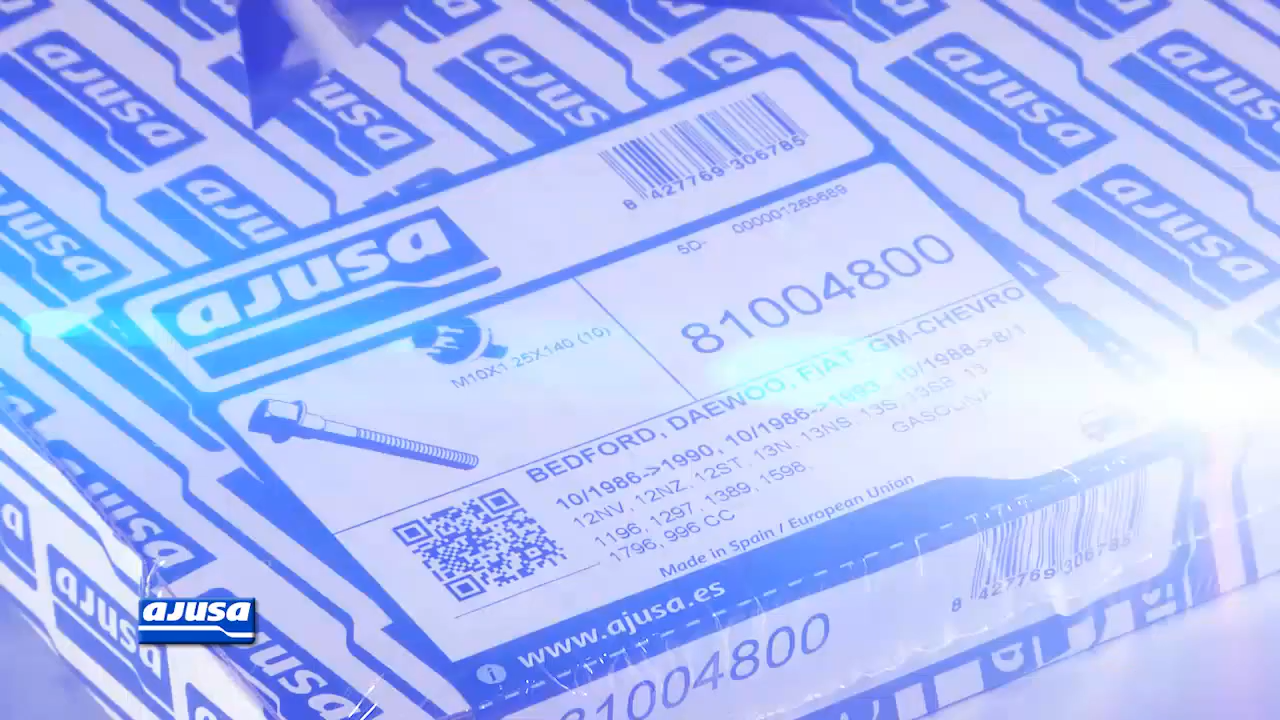 8 427769 306785
ajusa
5D- 000001265689
81004800
M10X1.25X140 (10)
BEDFORD, DAEWOO, FIAT, GM-CHEVRO
10/1986->1990, 10/1986->1993, 10/1988->8/1
12NV, 12NZ, 12ST, 13N, 13NS, 13S, 13SB, 13
1196, 1297, 1389, 1598,
1796, 996 CC
GASOLINA
Made in Spain / European Union
www.ajusa.es
8 427769 306785
81004800
ajusa